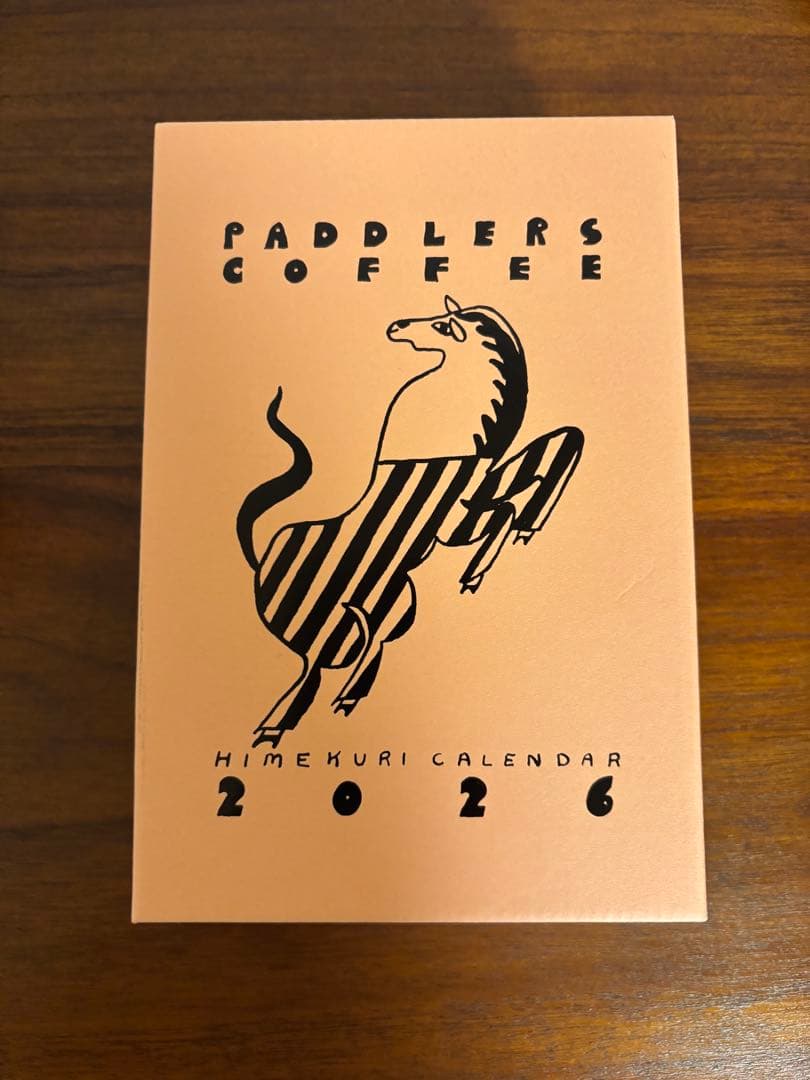 PADDLERS
COFFEE
HIMEKURI CALENDAR
2026